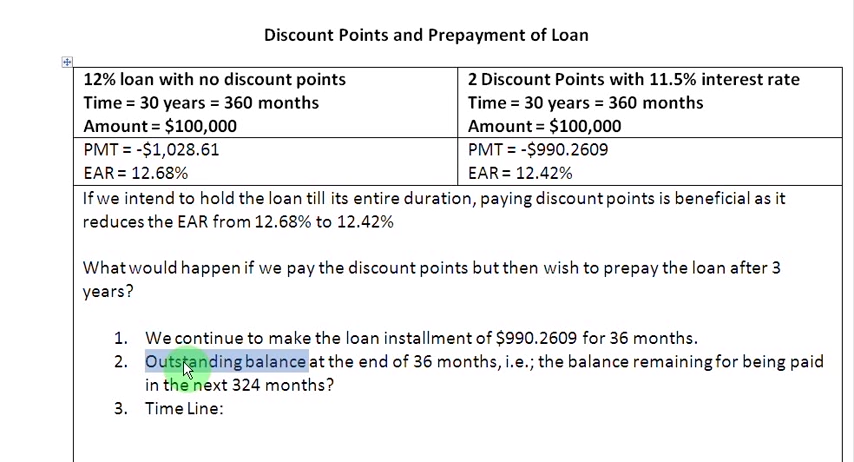 Discount Points and Prepayment of Loan
12% loan with no discount points
Time = 30 years = 360 months
Amount = $100,000
2 Discount Points with 11.5% interest rate
Time = 30 years = 360 months
Amount = $100,000
PMT = -$1,028.61
EAR = 12.68%
PMT = -$990.2609
EAR = 12.42%
If we intend to hold the loan till its entire duration, paying discount points is beneficial as it
reduces the EAR from 12.68% to 12.42%
What would happen if we pay the discount points but then wish to prepay the loan after 3
years?
1. We continue to make the loan installment of $990.2609 for 36 months.
2. Outstanding balance at the end of 36 months, i.e.; the balance remaining for being paid
in the next 324 months?
3. Time Line: